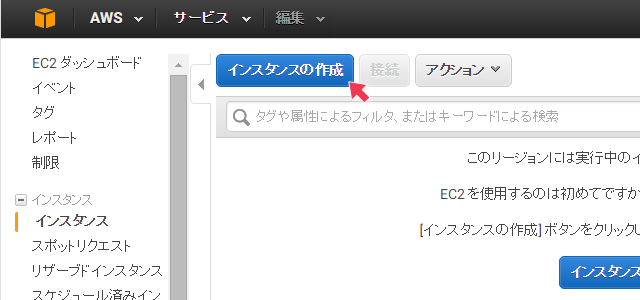 AWS サービス 編集
EC2 ダッシュボード
イベント
タグ
レポート
制限
インスタンス
インスタンス
スポットリクエスト
リザーブドインスタンス
スケジュール済みイン
インスタンスの作成 接続 アクション
タグや属性によるフィルタ、またはキーワードによる検索
このリージョンには実行中のイ
EC2 を使用するのは初めてですか
[インスタンスの作成] ボタンをクリックし
インスタンス